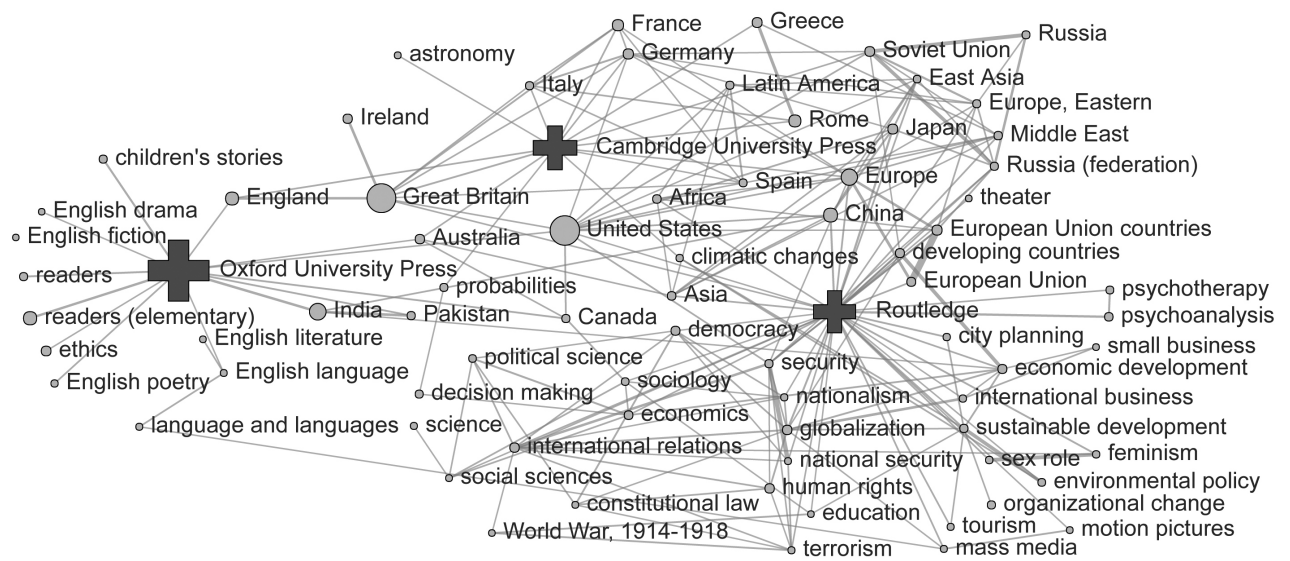 France
Greece
Russia
Soviet Union
astronomy
Germany
East Asia
Italy
Latin America
Europe, Eastern
Ireland
Rome
Japan
Middle East
Cambridge University Press
children's stories
Russia (federation)
Europe
Spain
England
Great Britain
Africa
theater
English drama
China
United States
European Union countries
English fiction
Australia
developing countries
climatic changes
readers
Oxford University Press
European Union
probabilities
Asia
psychotherapy
readers (elementary)
India
Pakistan
Canada
Routledge
psychoanalysis
democracy
city planning
English literature
small business
ethics
political science
security
economic development
English language
English poetry
sociology
decision making
nationalism
international business
economics
language and languages
science
globalization
sustainable development
international relations
feminism
national security
sex role
social sciences
environmental policy
human rights
constitutional law
organizational change
education
World War, 1914-1918
tourism
motion pictures
terrorism
mass media